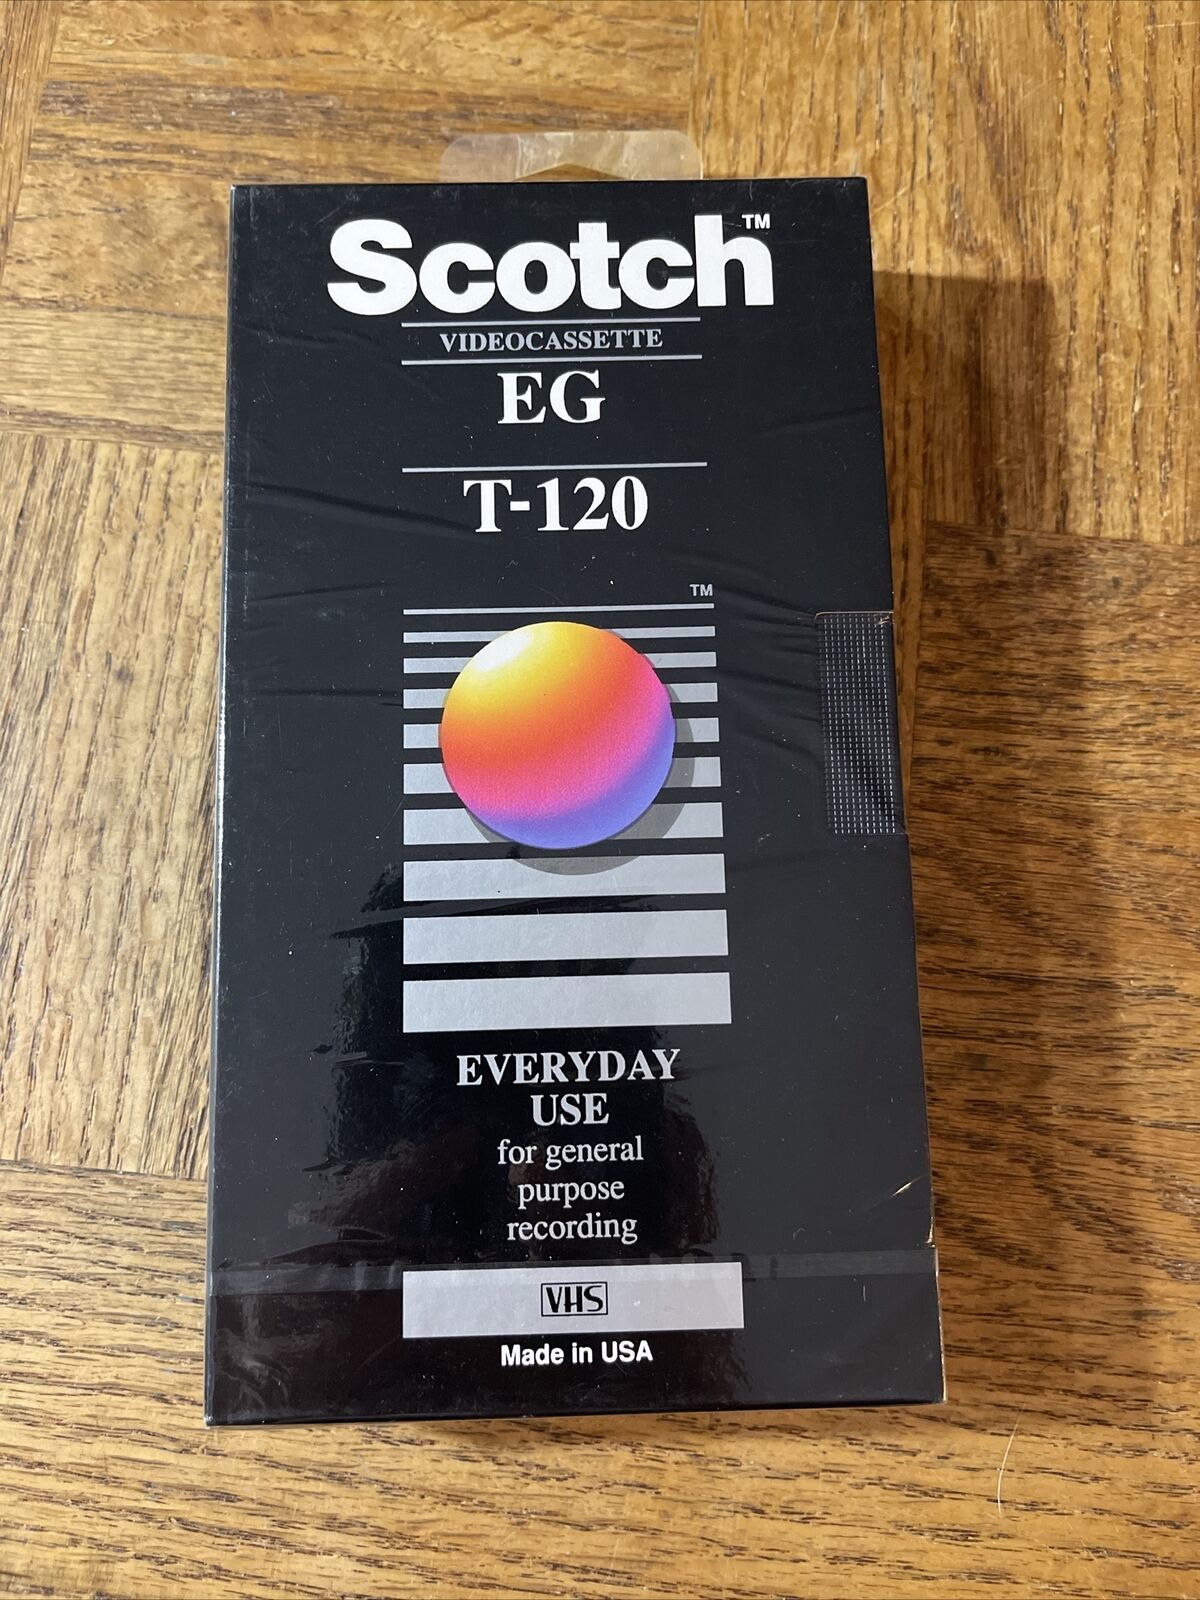 Scotch™
VIDEOCASSETTE
EG
T-120
TM
EVERYDAY
USE
for general
purpose
recording
VHS
Made in USA